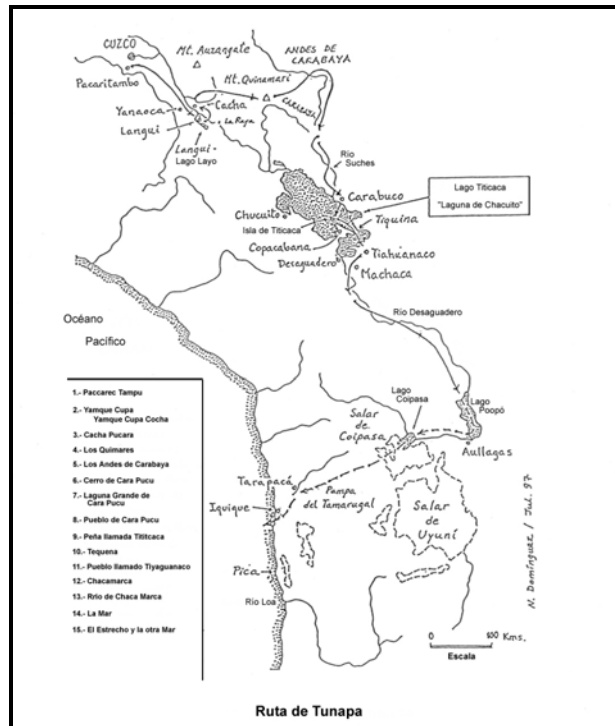 CUZCO
Mt. Auzangate
ANDES DE
CARABAYA
Pacaritambo
Mt. Quinamari
CARABAYA
Yanaoca
Cacha
La Raya
Langui
Langui-
Lago Layo
Río
Suches
Carabuco
Lago Titicaca
"Laguna de Chacuito"
Chucuito
Tiquina
Isla de Titicaca
Copacabana
Tiahuanaco
Desaguadero
Machaca
Río Desaguadero
Océano
Pacífico
Lago
Coipasa
Lago
Poopó
Salar
de
Coipasa
Aullagas
Tarapacá
Pampa
del Tamarugal
Iquique
Salar
de
Uyuní
Pica
Río Loa
1.- Paccarec Tampu
2.- Yamque Cupa
Yamque Cupa Cocha
3.- Cacha Pucara
4.- Los Quimares
5.- Los Andes de Carabaya
6.- Cerro de Cara Pucu
7.- Laguna Grande de
Cara Pucu
8.- Pueblo de Cara Pucu
9.- Peña llamada Tititcaca
10.- Tequena
11.- Pueblo llamado Tiyaguanaco
12.- Chacamarca
13.- Rrio de Chaca Marca
14.- La Mar
15.- El Estrecho y la otra Mar
N. Domínguez / Jul. 97
0 100 Kms.
Escala
Ruta de Tunapa